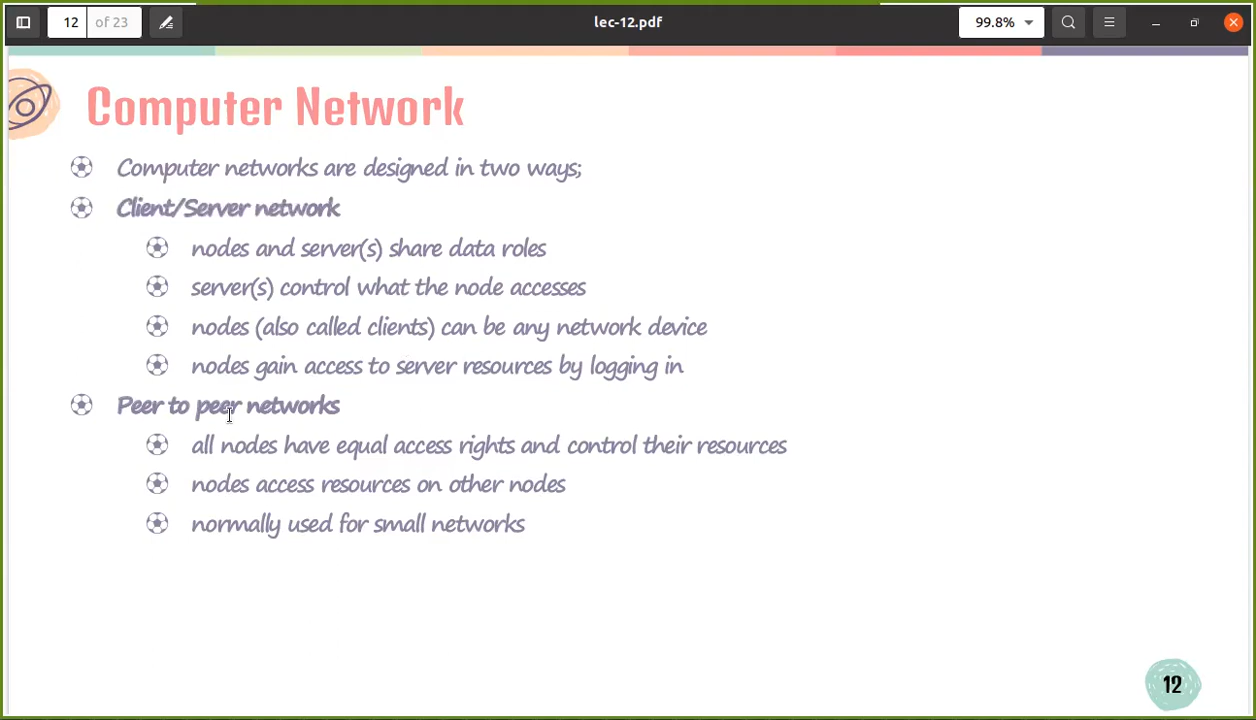 12 of 23
lec-12.pdf
99.8%
Computer Network
Computer networks are designed in two ways;
Client/Server network
nodes and server(s) share data roles
server(s) control what the node accesses
nodes (also called clients) can be any network device
nodes gain access to server resources by logging in
Peer to peer networks
all nodes have equal access rights and control their resources
nodes access resources on other nodes
normally used for small networks
12